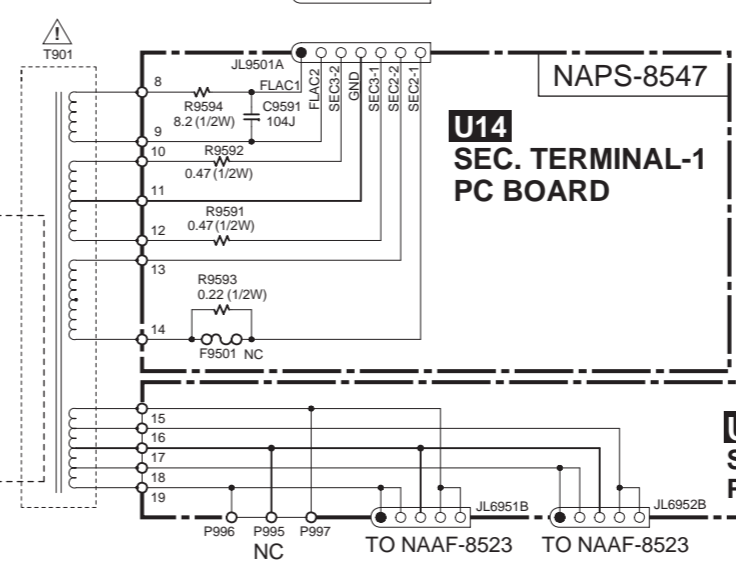 !
T901
JL9501A
FLAC1
FLAC2
SEC3-2
GND
SEC3-1
SEC2-2
SEC2-1
NAPS-8547
U14
SEC. TERMINAL-1
PC BOARD
8
R9594
8.2 (1/2W)
C9591
104J
9
10
R9592
0.47 (1/2W)
11
R9591
0.47 (1/2W)
12
13
R9593
0.22 (1/2W)
14
F9501 NC
15
16
17
18
19
P996
P995
P997
NC
JL6951B
TO NAAF-8523
JL6952B
TO NAAF-8523